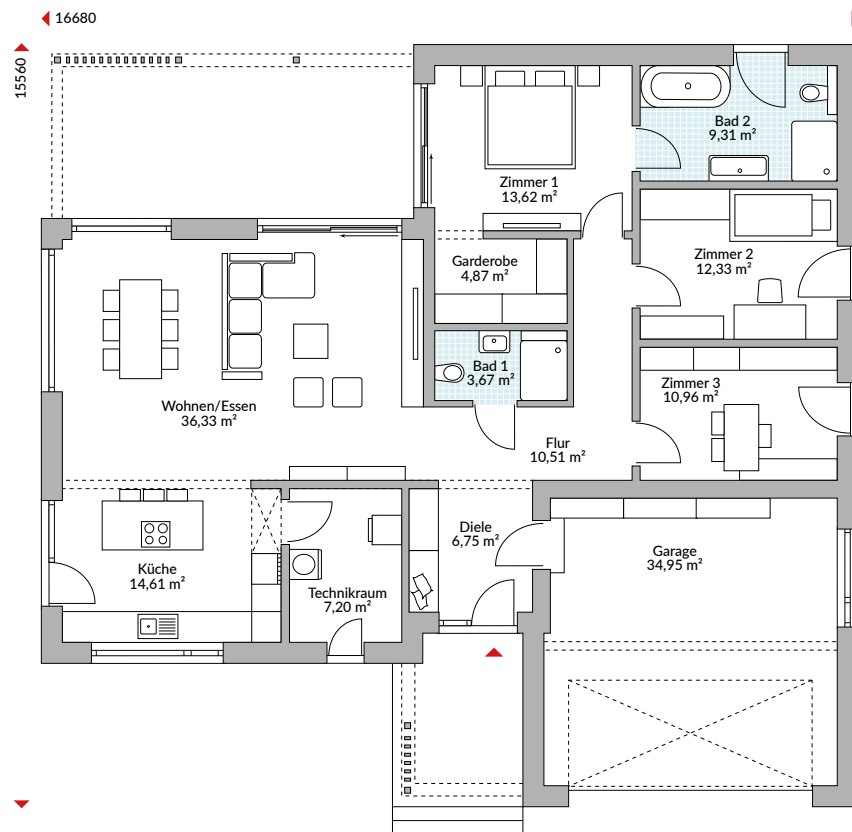 16680
15560
Bad 2
9,31 m²
Zimmer 1
13,62 m²
Zimmer 2
12,33 m²
Garderobe
4,87 m²
Bad 1
3,67 m²
Zimmer 3
10,96 m²
Wohnen/Essen
36,33 m²
Flur
10,51 m²
Diele
6,75 m²
Garage
34,95 m²
Küche
14,61 m²
Technikraum
7,20 m²